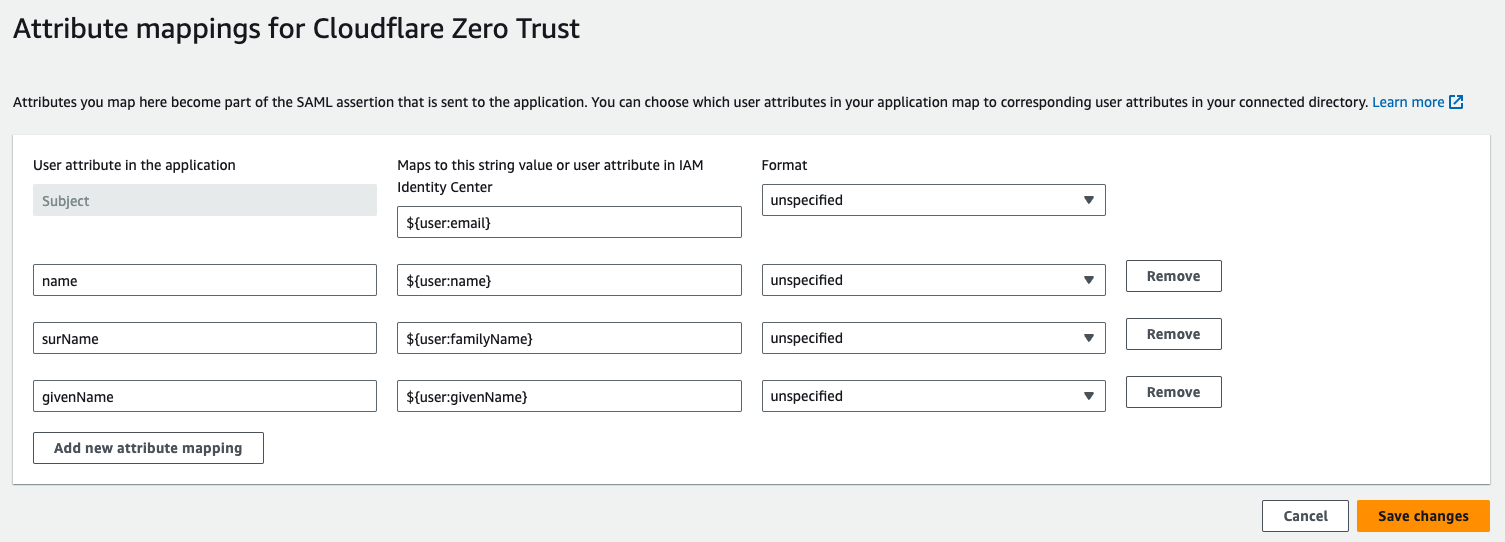 Attribute mappings for Cloudflare Zero Trust
Attributes you map here become part of the SAML assertion that is sent to the application. You can choose which user attributes in your application map to corresponding user attributes in your connected directory. Learn more
User attribute in the application
Maps to this string value or user attribute in IAM
Identity Center
Format
Subject
${user:email}
unspecified
name
${user:name}
unspecified
Remove
surName
${user:familyName}
unspecified
Remove
givenName
${user:givenName}
unspecified
Remove
Add new attribute mapping
Cancel
Save changes